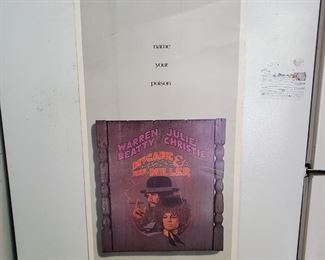 name
your
poison
WARREN JULIE
BEATTY CHRISTIE
McCABE &
MRS. MILLER